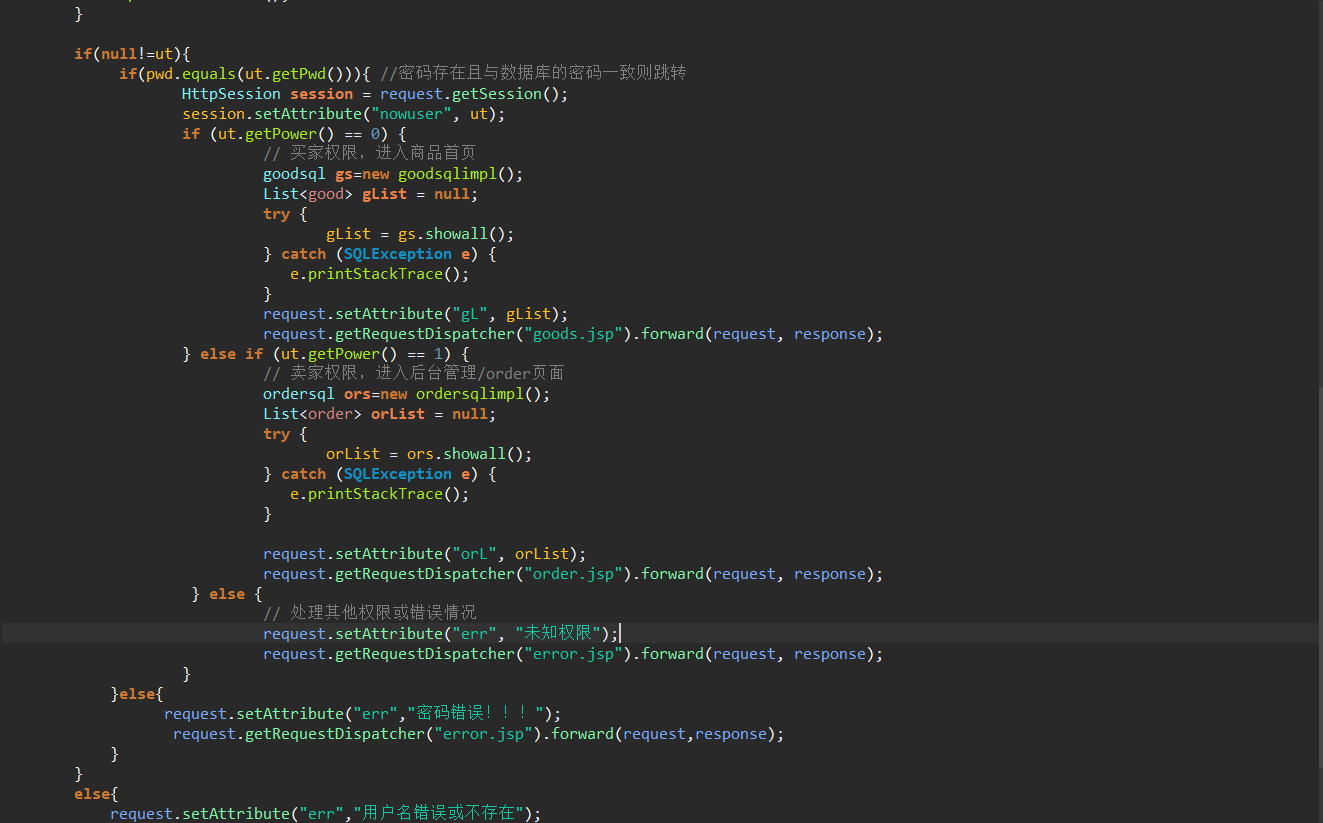 }
if(null!=ut){
if(pwd.equals(ut.getPwd())){ //密码存在且与数据库的密码一致则跳转
HttpSession session = request.getSession();
session.setAttribute("nowuser", ut);
if (ut.getPower() == 0) {
// 买家权限，进入商品首页
goodsql gs=new goodsqlimpl();
List<good> gList = null;
try {
gList = gs.showall();
} catch (SQLException e) {
e.printStackTrace();
}
request.setAttribute("gL", gList);
request.getRequestDispatcher("goods.jsp").forward(request, response);
} else if (ut.getPower() == 1) {
// 卖家权限，进入后台管理/order页面
ordersql ors=new ordersqlimpl();
List<order> orList = null;
try {
orList = ors.showall();
} catch (SQLException e) {
e.printStackTrace();
}
request.setAttribute("orL", orList);
request.getRequestDispatcher("order.jsp").forward(request, response);
} else {
// 处理其他权限或错误情况
request.setAttribute("err", "未知权限");
request.getRequestDispatcher("error.jsp").forward(request, response);
}
}else{
request.setAttribute("err","密码错误！！！");
request.getRequestDispatcher("error.jsp").forward(request,response);
}
}
else{
request.setAttribute("err","用户名错误或不存在");